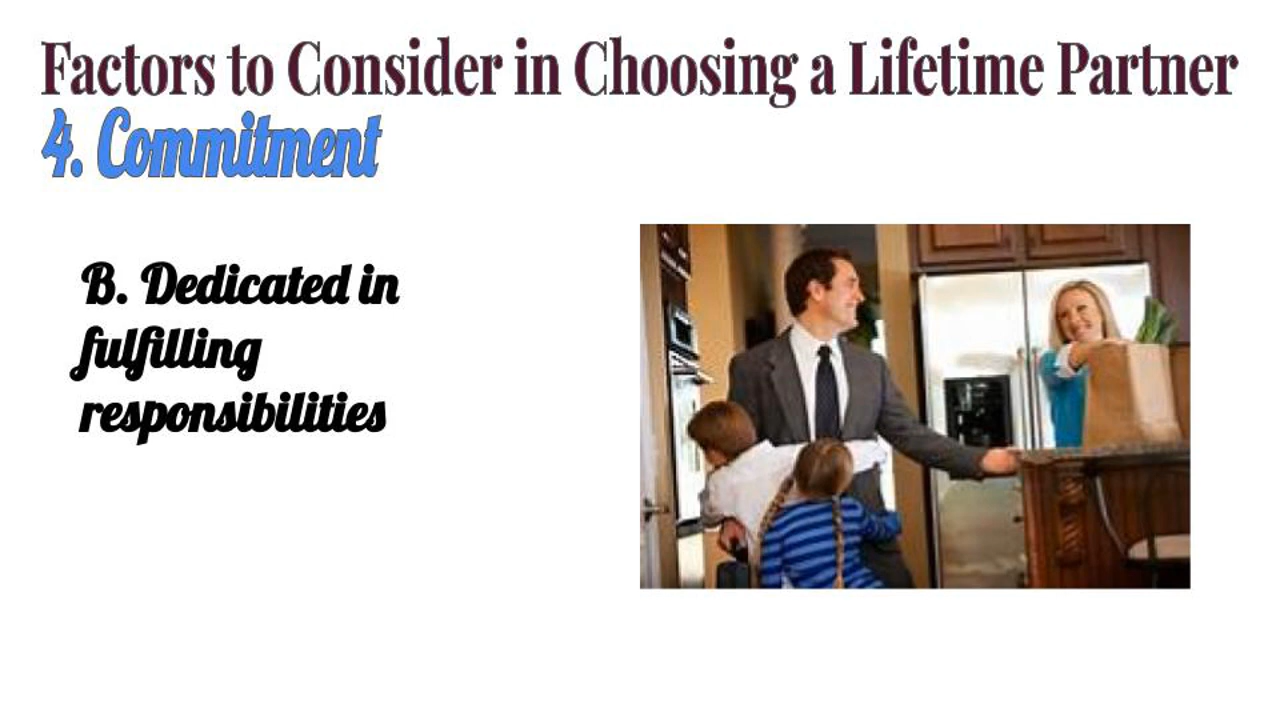 Factors to Consider in Choosing a Lifetime Partner
4. Commitment
B. Dedicated in
fulfilling
responsibilities